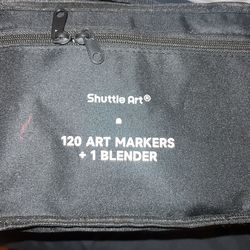 Shuttle Art®
120 ART MARKERS
+ 1 BLENDER